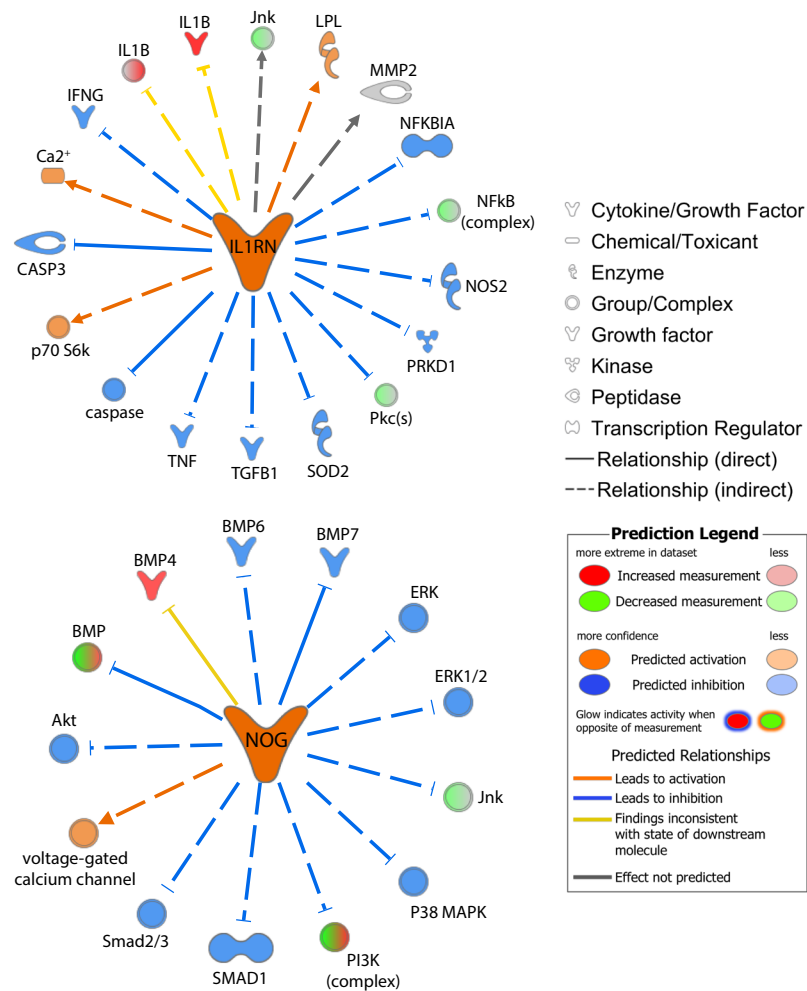 IL1B
Jnk
LPL
IL1B
MMP2
IFNG
NFKBIA
Ca2+
NFkB
(complex)
IL1RN
CASP3
NOS2
p70 S6k
PRKD1
caspase
Pkc(s)
TNF
TGFB1
SOD2
Cytokine/Growth Factor
Chemical/Toxicant
Enzyme
Group/Complex
Growth factor
Kinase
Peptidase
Transcription Regulator
Relationship (direct)
Relationship (indirect)
BMP6
BMP7
BMP4
ERK
BMP
ERK1/2
Akt
NOG
Jnk
voltage-gated
calcium channel
P38 MAPK
Smad2/3
SMAD1
PI3K
(complex)
Prediction Legend
more extreme in dataset less
Increased measurement
Decreased measurement
more confidence less
Predicted activation
Predicted inhibition
Glow indicates activity when
opposite of measurement
Predicted Relationships
Leads to activation
Leads to inhibition
Findings inconsistent
with state of downstream
molecule
Effect not predicted